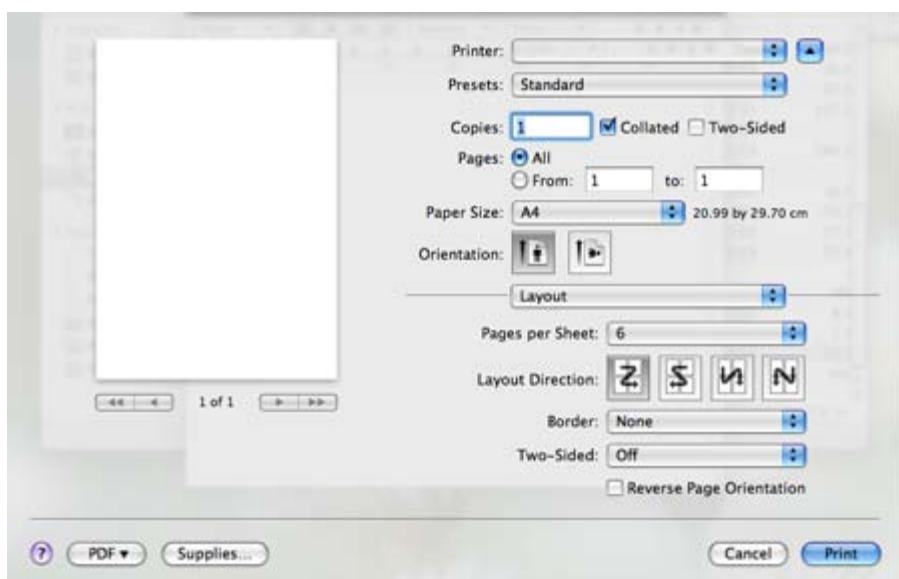 Printer:
Presets: Standard
Copies: 1 Collated Two-Sided
Pages: All
From: 1 to: 1
Paper Size: A4 20.99 by 29.70 cm
Orientation:
Layout
Pages per Sheet: 6
Layout Direction:
Border: None
Two-Sided: Off
Reverse Page Orientation
1 of 1
? PDF Supplies... Cancel Print